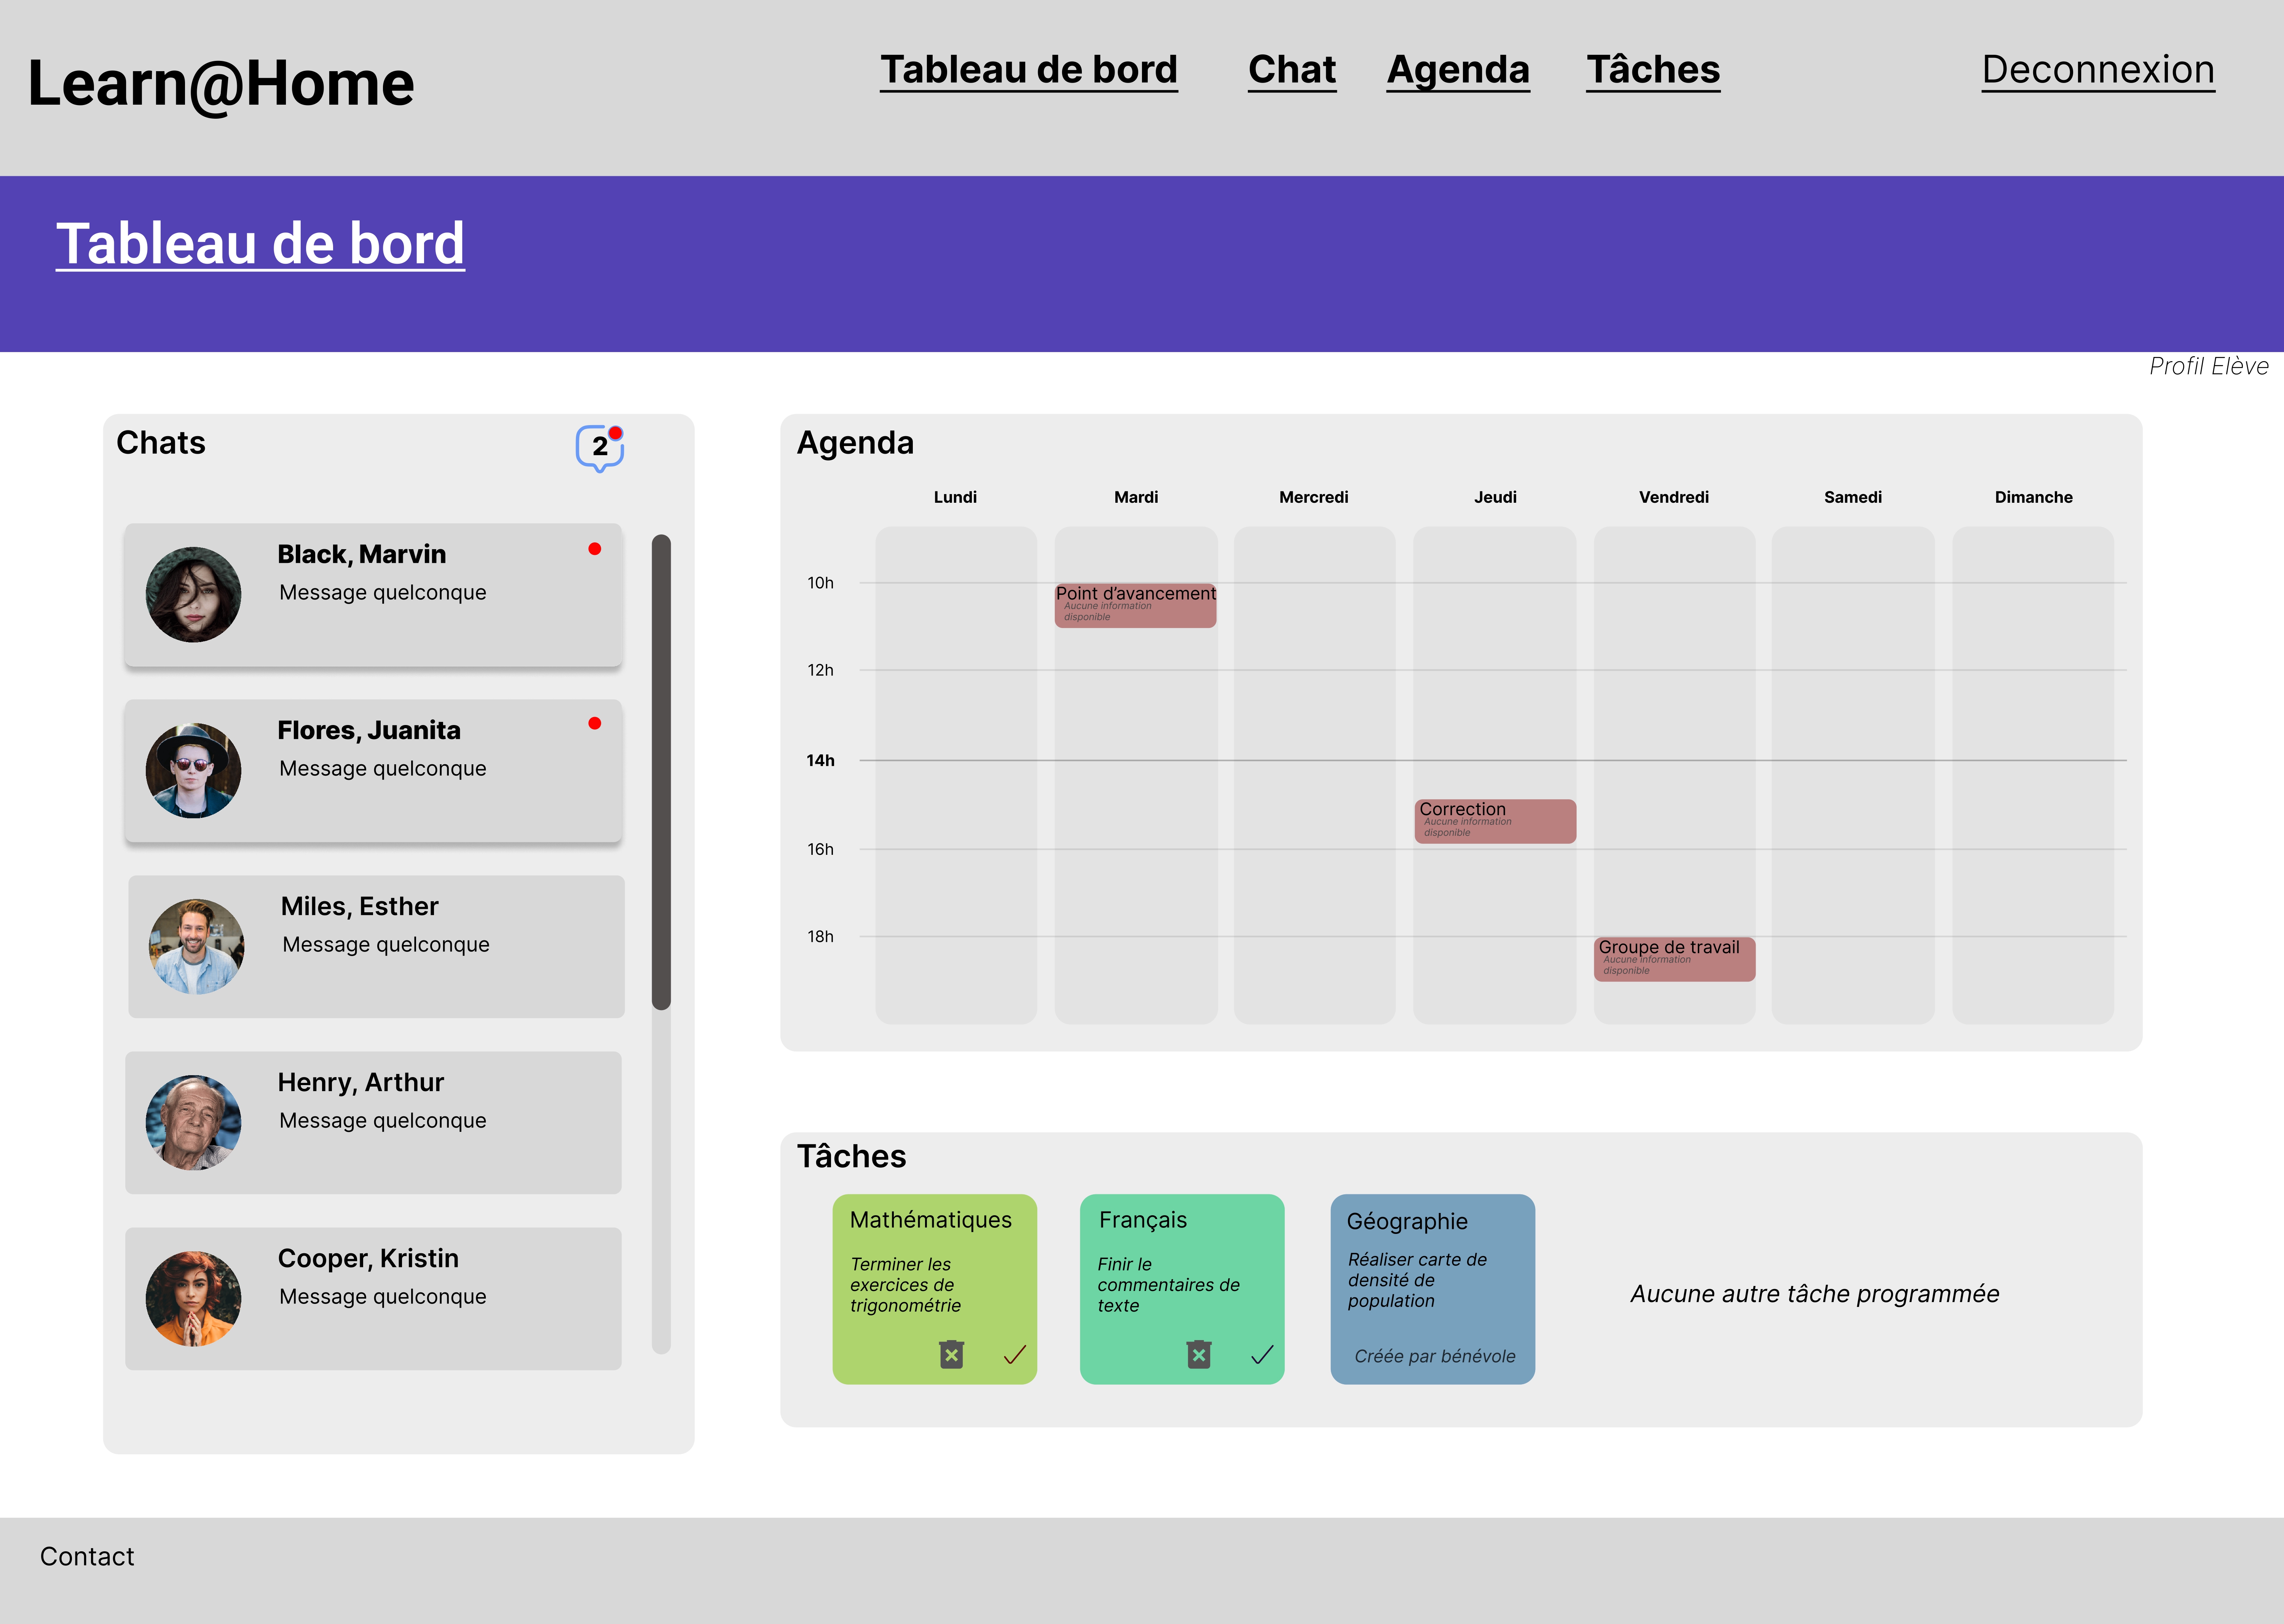 Learn@Home
Tableau de bord
Chat
Agenda
Tâches
Deconnexion
Tableau de bord
Profil Elève
Chats
2
Black, Marvin
Message quelconque
Flores, Juanita
Message quelconque
Miles, Esther
Message quelconque
Henry, Arthur
Message quelconque
Cooper, Kristin
Message quelconque
Agenda
Lundi
Mardi
Mercredi
Jeudi
Vendredi
Samedi
Dimanche
10h
Point d’avancement
Aucune information
disponible
12h
14h
Correction
Aucune information
disponible
16h
18h
Groupe de travail
Aucune information
disponible
Tâches
Mathématiques
Terminer les
exercices de
trigonométrie
Français
Finir le
commentaires de
texte
Géographie
Réaliser carte de
densité de
population
Créée par bénévole
Aucune autre tâche programmée
Contact